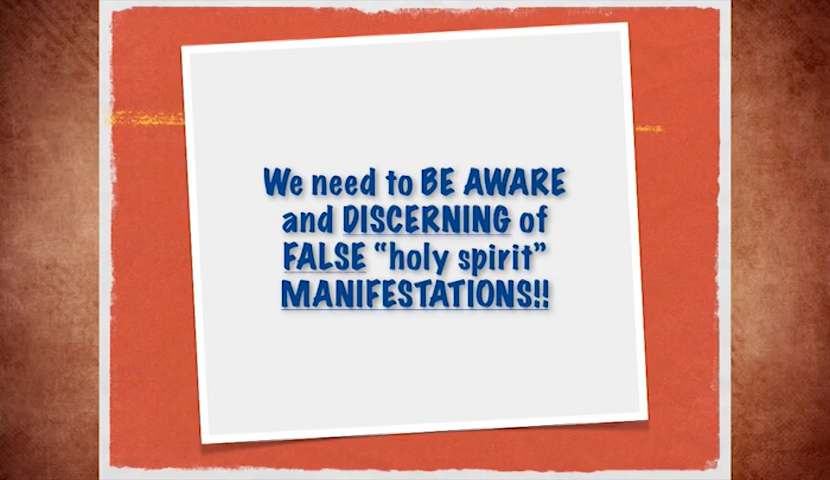 We need to BE AWARE
and DISCERNING of
FALSE “holy spirit”
MANIFESTATIONS!!